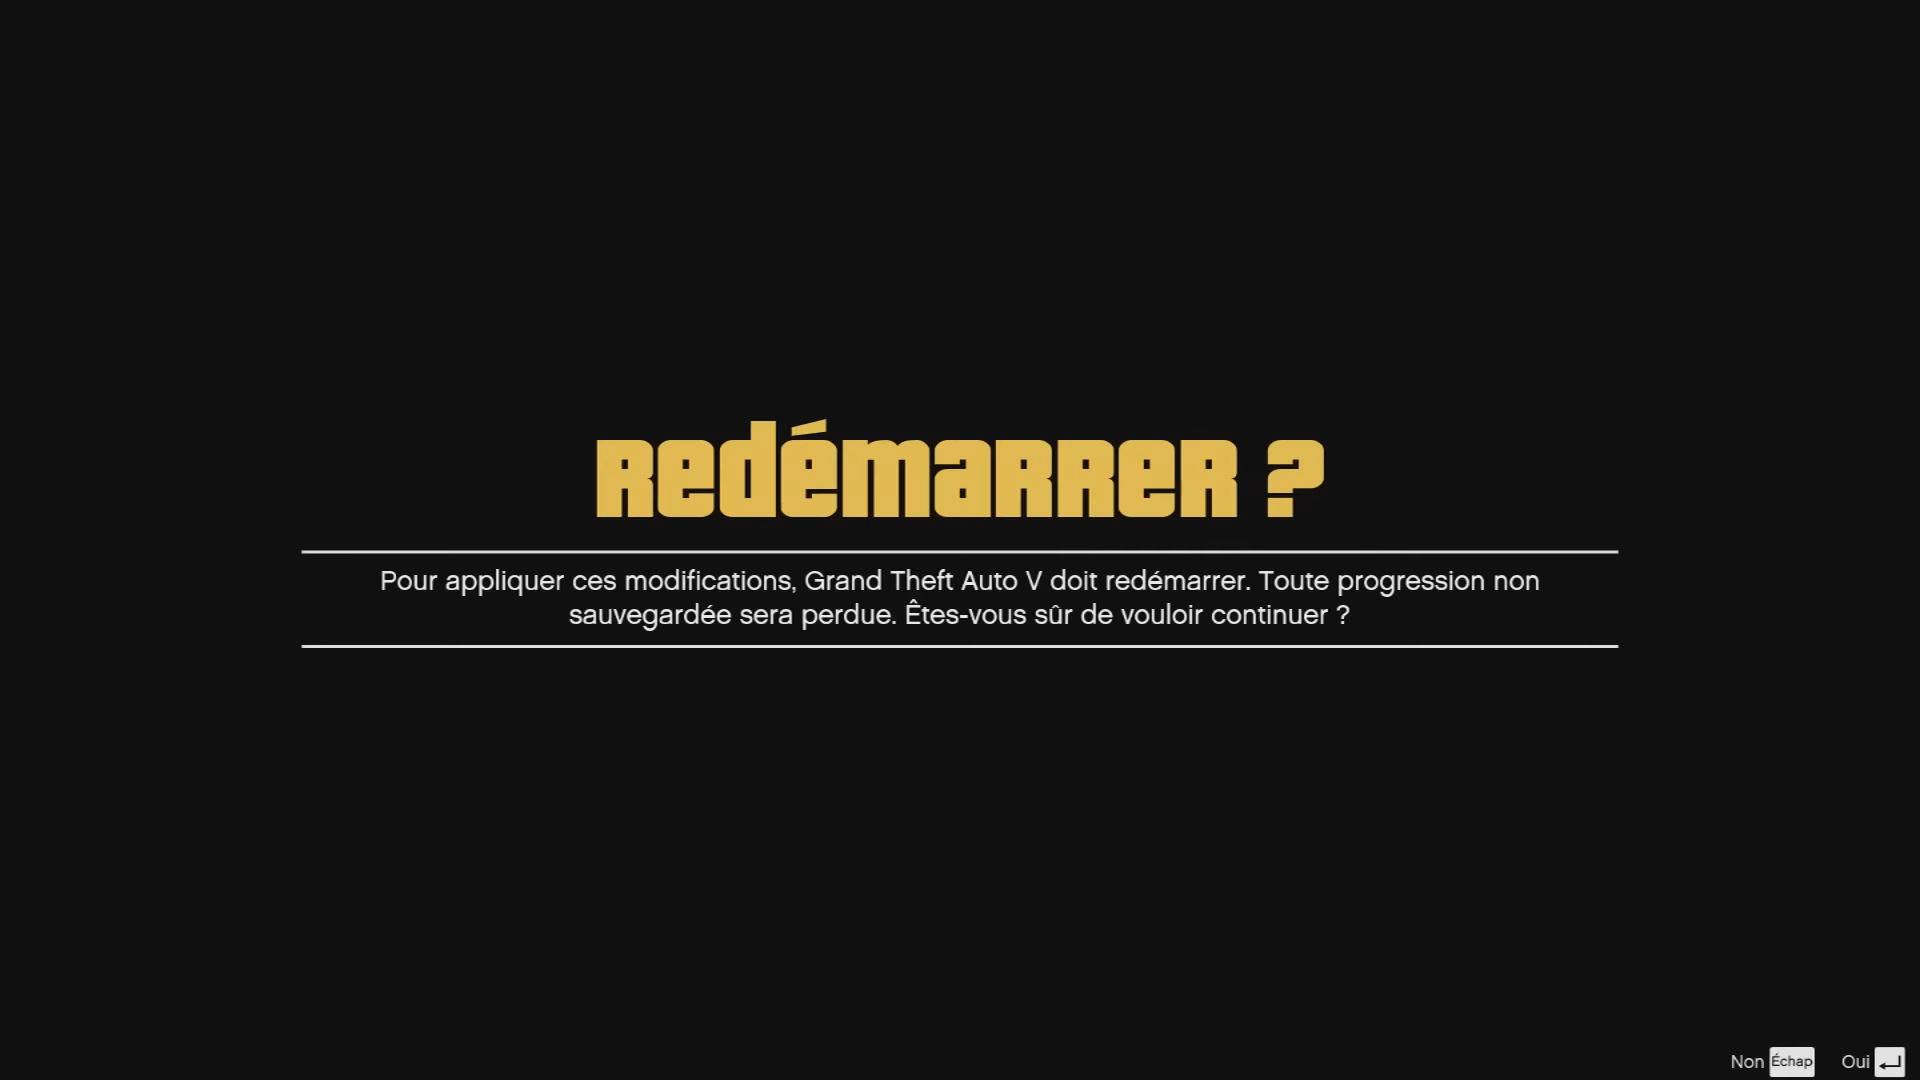 Redémarrer ?
Pour appliquer ces modifications, Grand Theft Auto V doit redémarrer. Toute progression non
sauvegardée sera perdue. Êtes-vous sûr de vouloir continuer ?
Non Échap Oui